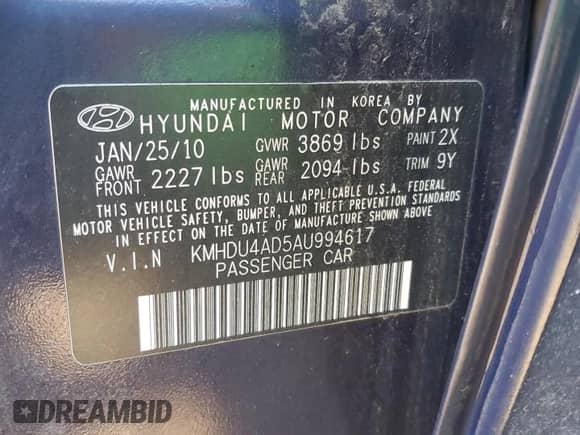 MANUFACTURED IN KOREA BY
HYUNDAI MOTOR COMPANY
JAN/25/10 GVWR 3869 lbs PAINT 2X
GAWR FRONT 2227 lbs GAWR REAR 2094 lbs TRIM 9Y
THIS VEHICLE CONFORMS TO ALL APPLICABLE U.S.A. FEDERAL
MOTOR VEHICLE SAFETY, BUMPER, AND THEFT PREVENTION STANDARDS
IN EFFECT ON THE DATE OF MANUFACTURE SHOWN ABOVE
V.I.N KMHDU4AD5AU994617
PASSENGER CAR
DREAMBID